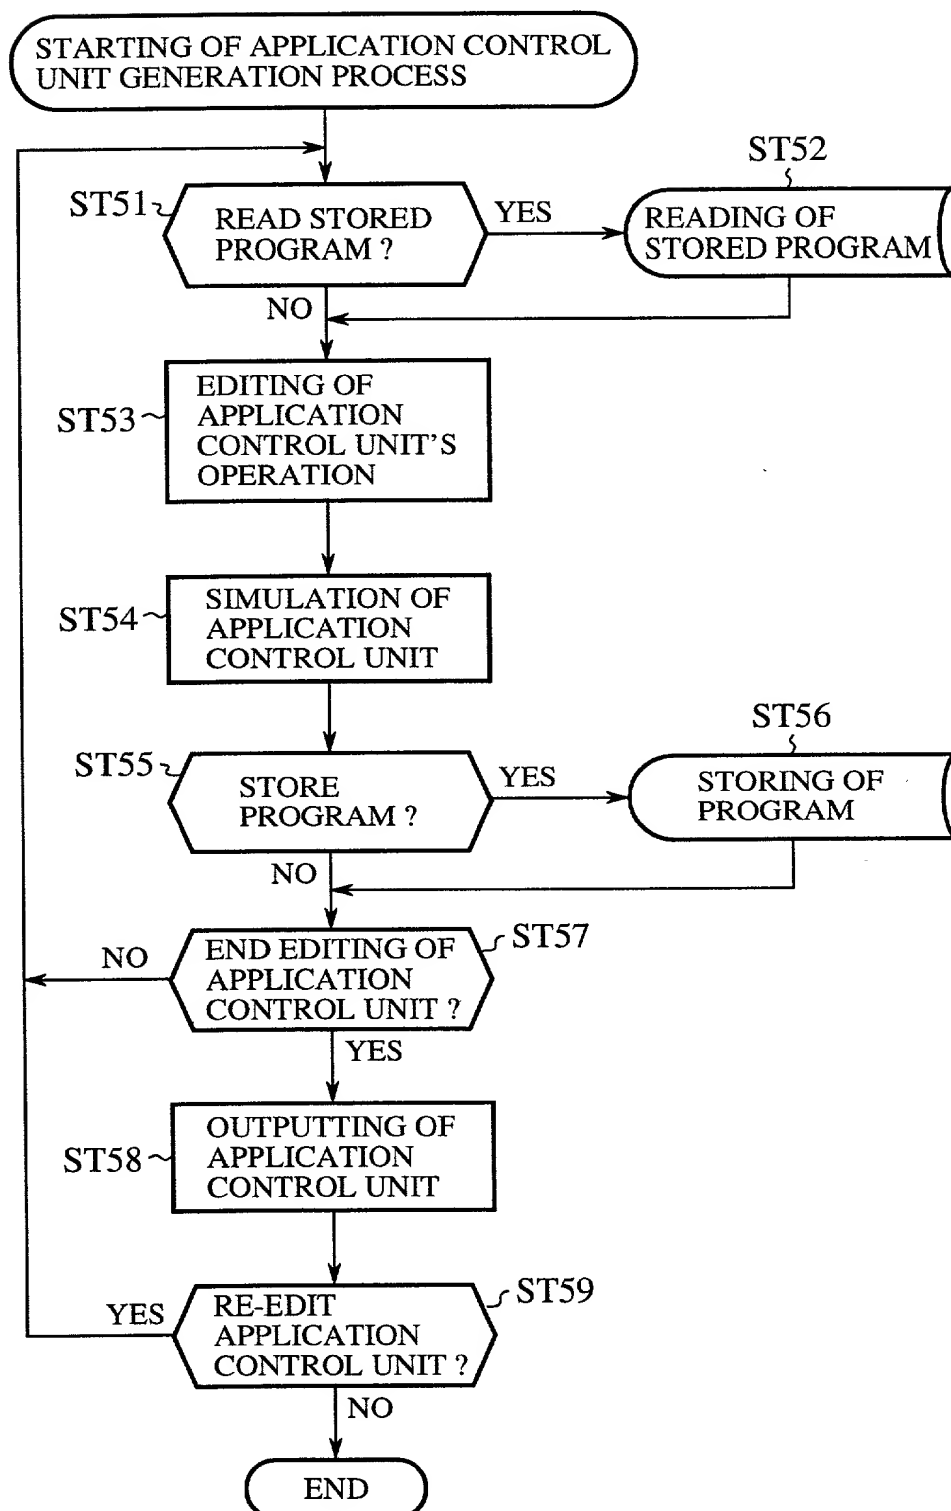 STARTING OF APPLICATION CONTROL
UNIT GENERATION PROCESS
ST51
READ STORED
PROGRAM ?
YES
ST52
READING OF
STORED PROGRAM
NO
ST53
EDITING OF
APPLICATION
CONTROL UNIT'S
OPERATION
ST54
SIMULATION OF
APPLICATION
CONTROL UNIT
ST55
STORE
PROGRAM ?
YES
ST56
STORING OF
PROGRAM
NO
ST57
END EDITING OF
APPLICATION
CONTROL UNIT ?
NO
YES
ST58
OUTPUTTING OF
APPLICATION
CONTROL UNIT
ST59
RE-EDIT
APPLICATION
CONTROL UNIT ?
YES
NO
END